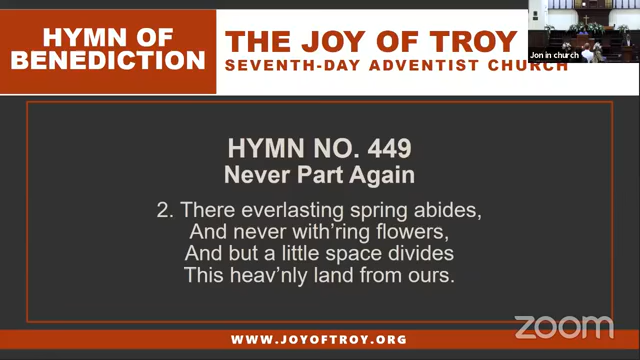 HYMN OF
BENEDICTION
THE JOY OF TROY
SEVENTH-DAY ADVENTIST CHURCH
Jon in church
HYMN NO. 449
Never Part Again
2. There everlasting spring abides,
And never with’ring flowers,
And but a little space divides
This heav’nly land from ours.
zoom
WWW.JOYOFTROY.ORG